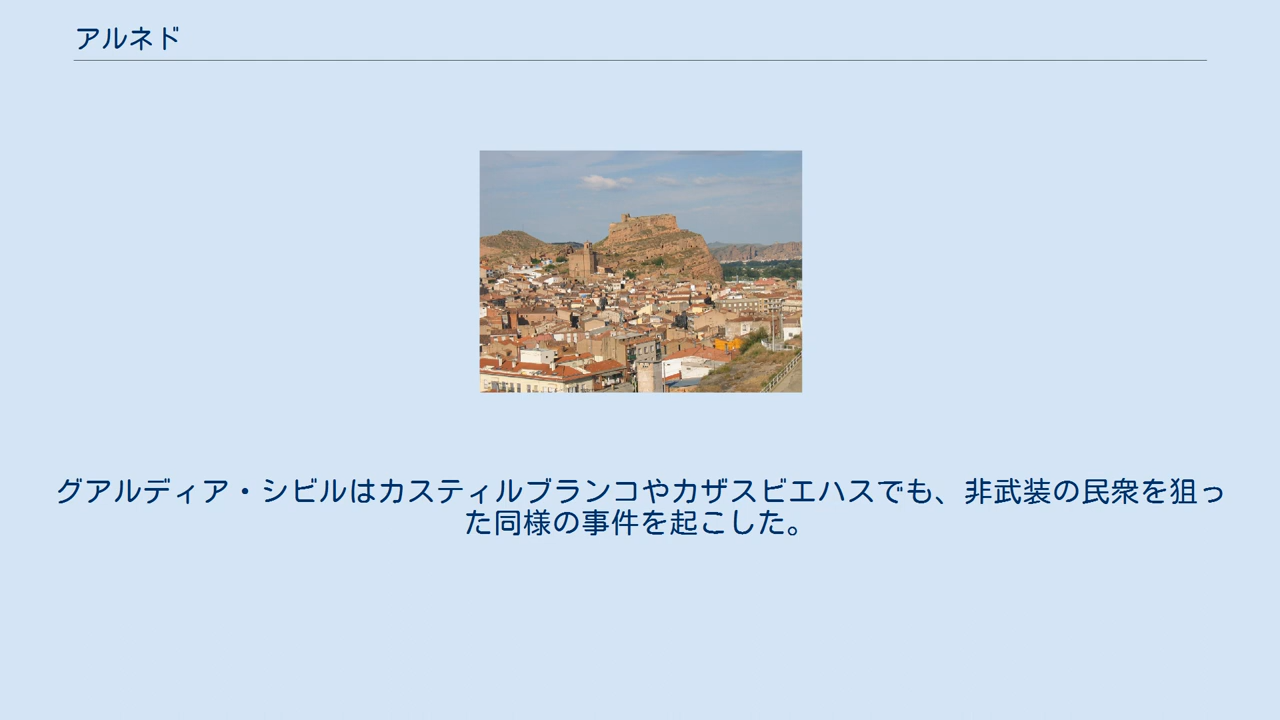 アルネド
グアルディア・シビルはカスティルブランコやカザスビエハスでも、非武装の民衆を狙っ
た同様の事件を起こした。